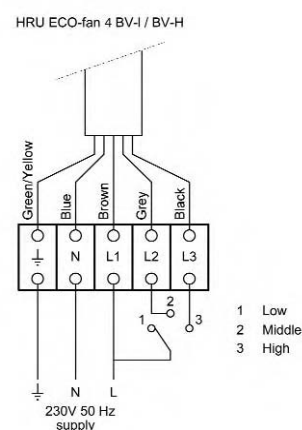 HRU ECO-fan 4 BV-I / BV-H
Green/Yellow
Blue
Brown
Grey
Black
N L1 L2 L3
2
1 3
1 Low
2 Middle
3 High
N L
230V 50 Hz
supply